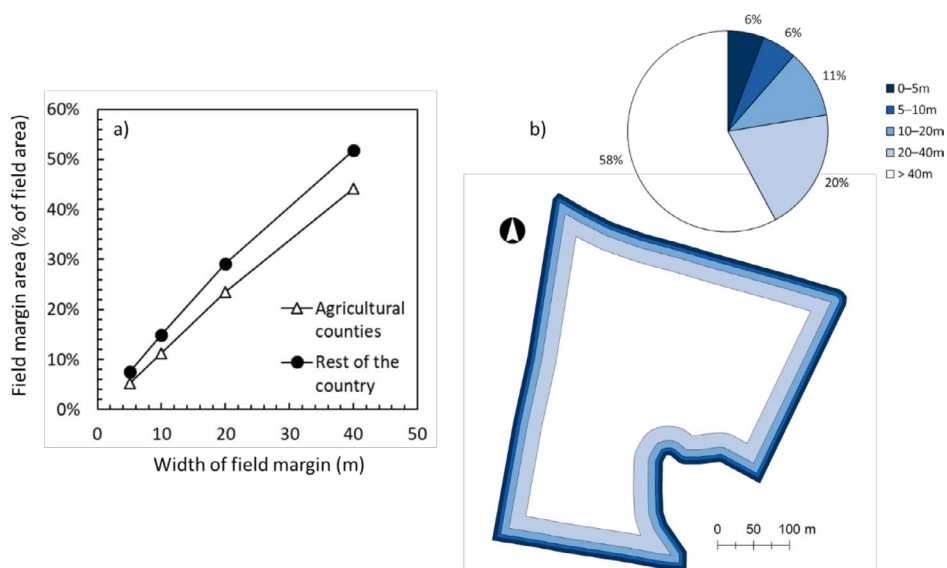 a)
60%
50%
40%
30%
20%
10%
0%
Field margin area (% of field area)
Agricultural
counties
Rest of the
country
0 10 20 30 40 50
Width of field margin (m)
b)
6%
6%
11%
20%
58%
0–5m
5–10m
10–20m
20–40m
> 40m
0 50 100 m